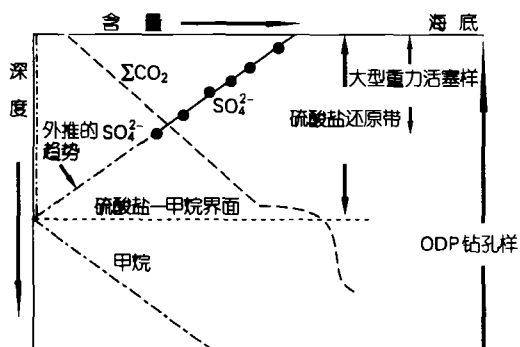 含 量
海 底
深度
∑CO₂
SO₄²⁻
大型重力活塞样
硫酸盐还原带
外推的 SO₄²⁻
趋势
硫酸盐—甲烷界面
甲烷
ODP 钻孔样